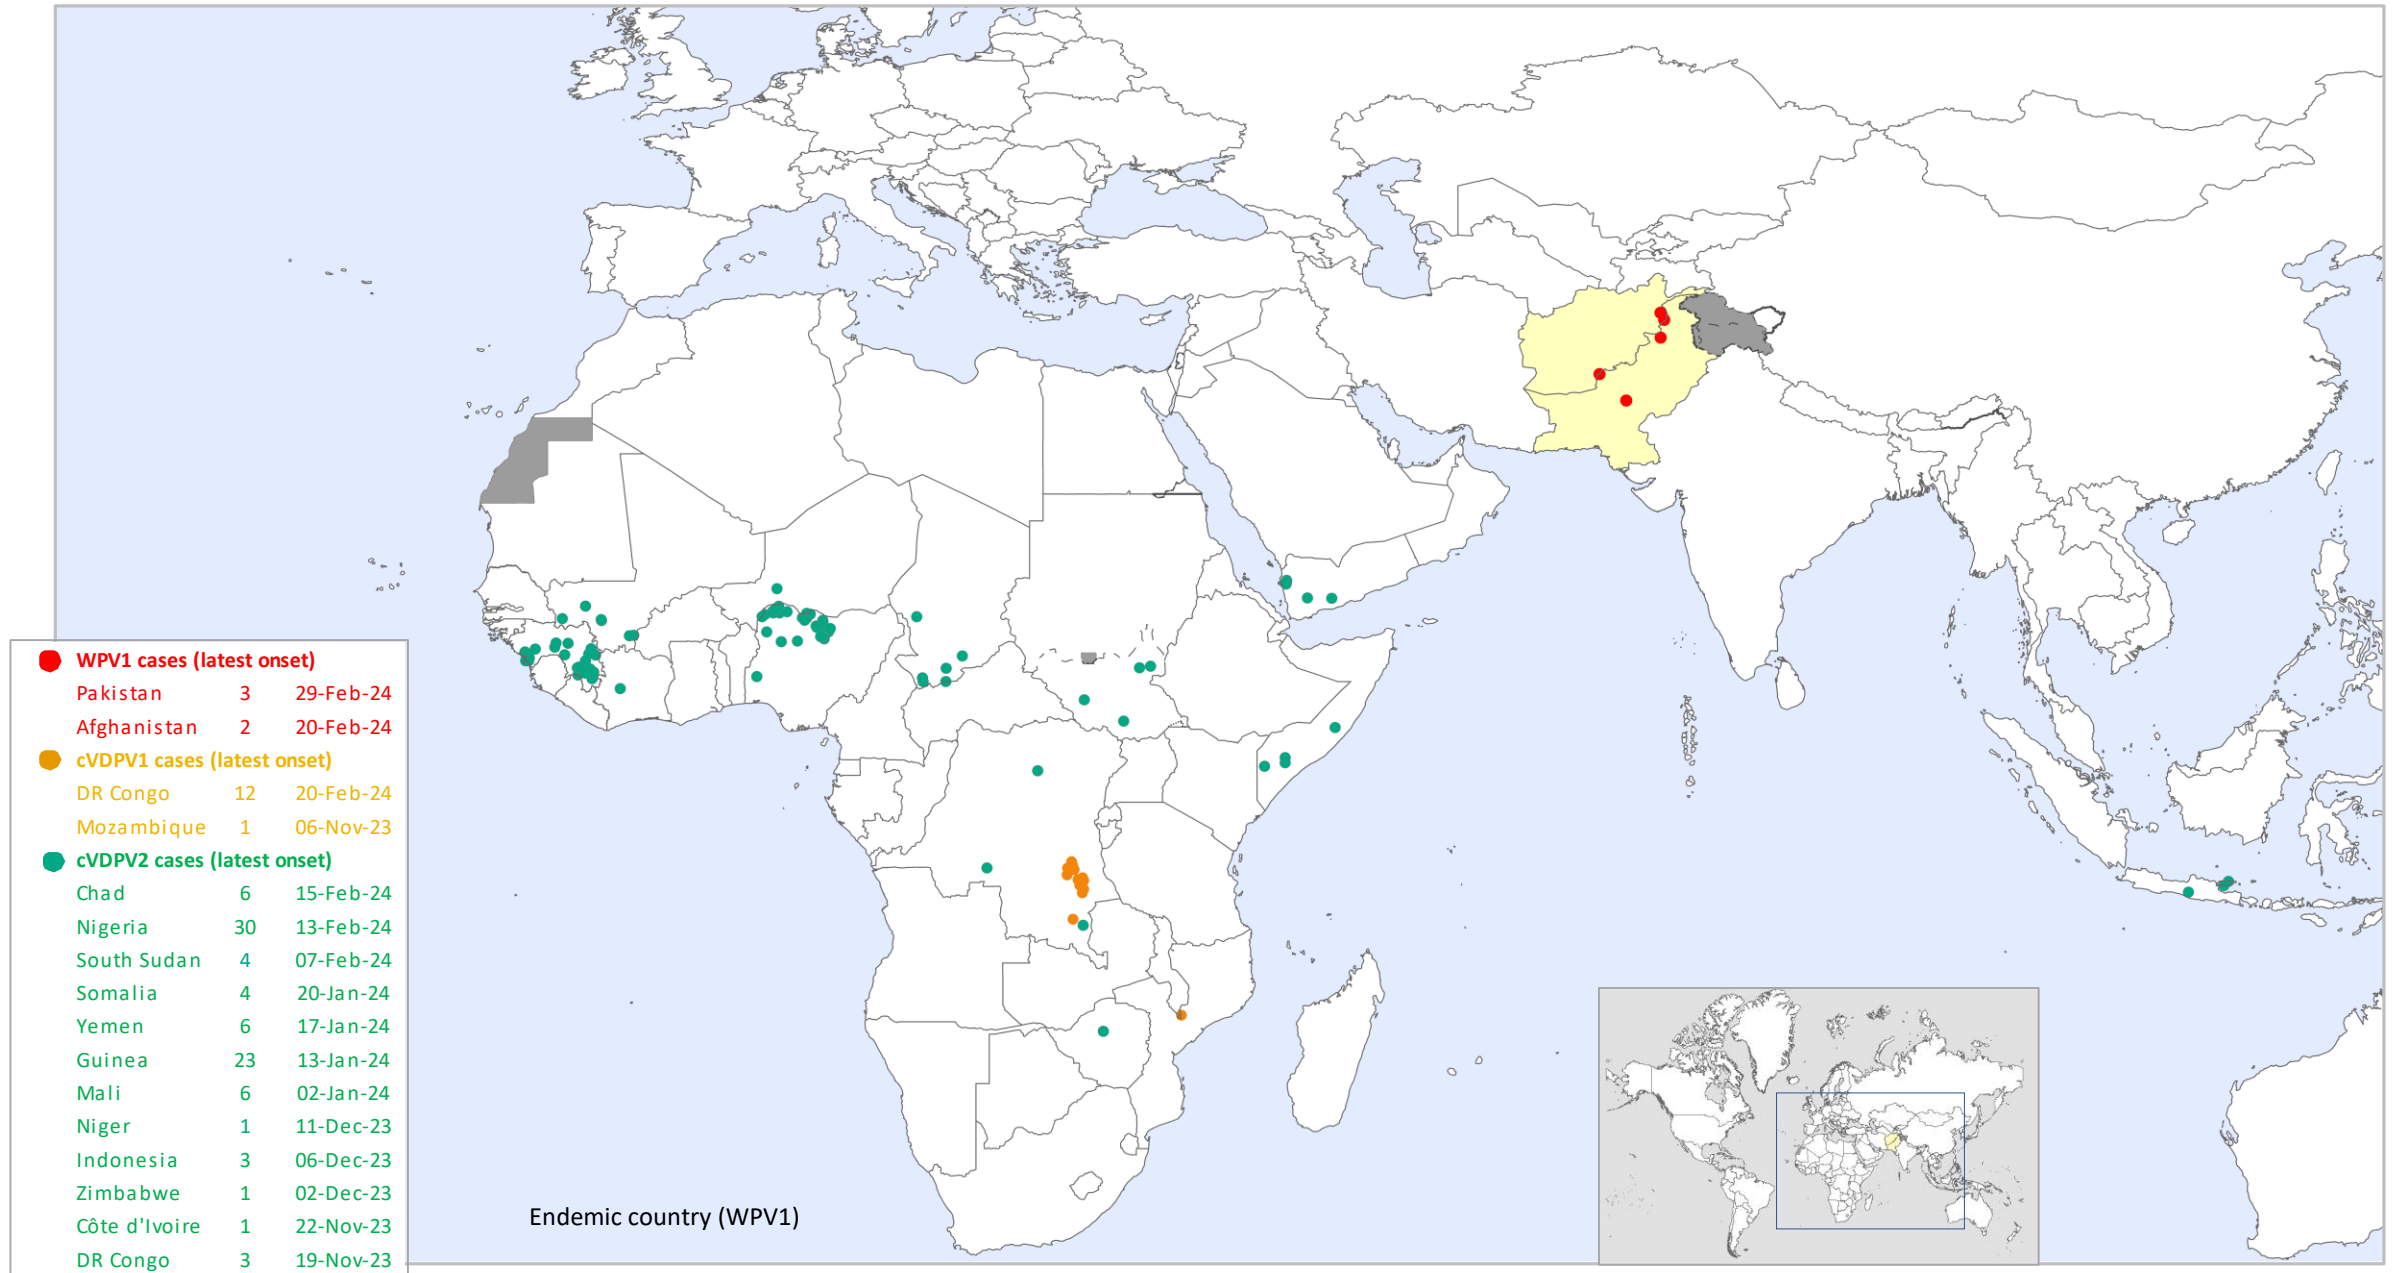 WPV1 cases (latest onset)
Pakistan 3 29-Feb-24
Afghanistan 2 20-Feb-24
cVDPV1 cases (latest onset)
DR Congo 12 20-Feb-24
Mozambique 1 06-Nov-23
cVDPV2 cases (latest onset)
Chad 6 15-Feb-24
Nigeria 30 13-Feb-24
South Sudan 4 07-Feb-24
Somalia 4 20-Jan-24
Yemen 6 17-Jan-24
Guinea 23 13-Jan-24
Mali 6 02-Jan-24
Niger 1 11-Dec-23
Indonesia 3 06-Dec-23
Zimbabwe 1 02-Dec-23
Côte d'Ivoire 1 22-Nov-23
DR Congo 3 19-Nov-23
Endemic country (WPV1)